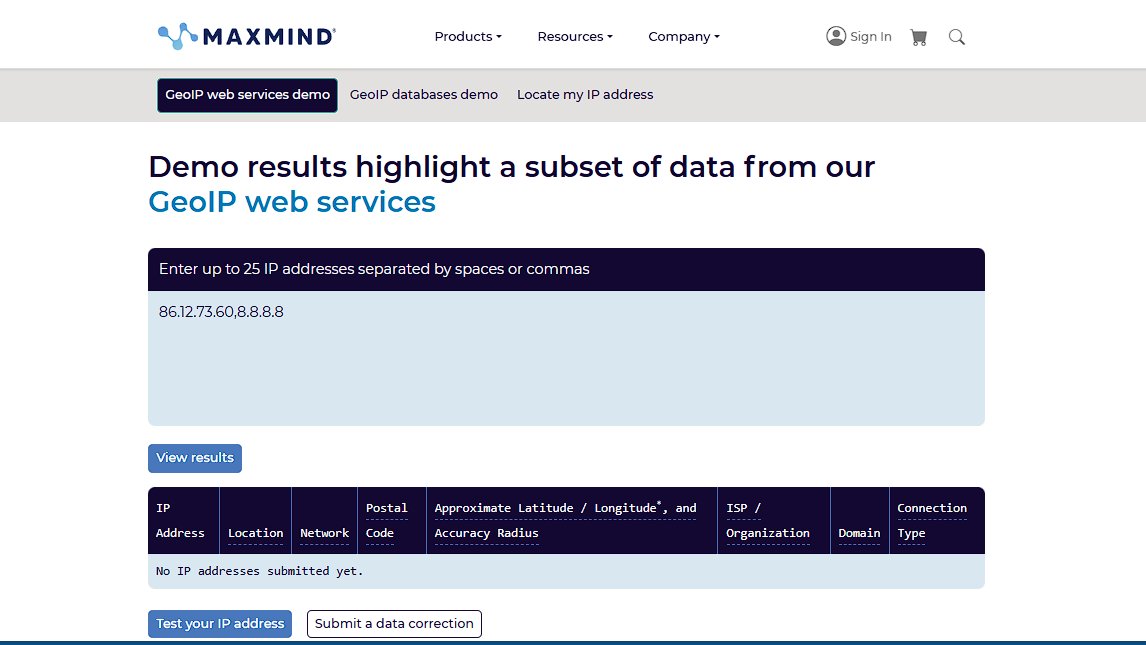 MAXMIND
Products
Resources
Company
Sign In
GeoIP web services demo
GeoIP databases demo
Locate my IP address
Demo results highlight a subset of data from our
GeoIP web services
Enter up to 25 IP addresses separated by spaces or commas
86.12.73.60,8.8.8.8
View results
IP
Address
Location
Network
Postal
Code
Approximate Latitude / Longitude*, and
Accuracy Radius
ISP /
Organization
Domain
Connection
Type
No IP addresses submitted yet.
Test your IP address
Submit a data correction